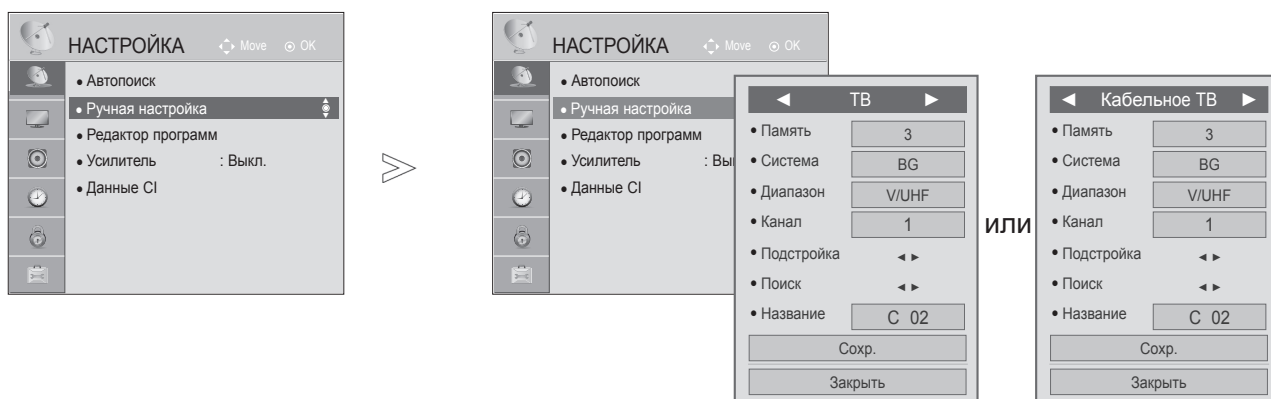 НАСТРОЙКА Move OK
• Автопоиск
• Ручная настройка
• Редактор программ
• Усилитель : Выкл.
• Данные CI
НАСТРОЙКА Move OK
• Автопоиск
• Ручная настройка
• Редактор программ
• Усилитель : Вы
• Данные CI
◄ ТВ ►
• Память 3
• Система BG
• Диапазон V/UHF
• Канал 1
• Подстройка ◄ ►
• Поиск ◄ ►
• Название C 02
Сохр.
Закрыть
или
◄ Кабельное ТВ ►
• Память 3
• Система BG
• Диапазон V/UHF
• Канал 1
• Подстройка ◄ ►
• Поиск ◄ ►
• Название C 02
Сохр.
Закрыть